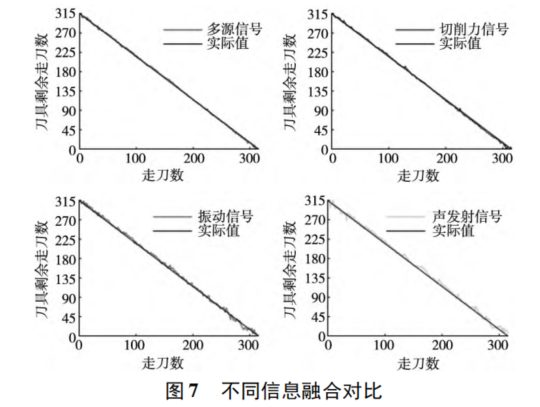 315
270
225
180
135
90
45
0
刀具剩余走刀数
多源信号
实际值
0 100 200 300
走刀数
315
270
225
180
135
90
45
0
刀具剩余走刀数
切削力信号
实际值
0 100 200 300
走刀数
315
270
225
180
135
90
45
0
刀具剩余走刀数
振动信号
实际值
0 100 200 300
走刀数
315
270
225
180
135
90
45
0
刀具剩余走刀数
声发射信号
实际值
0 100 200 300
走刀数
图7 不同信息融合对比